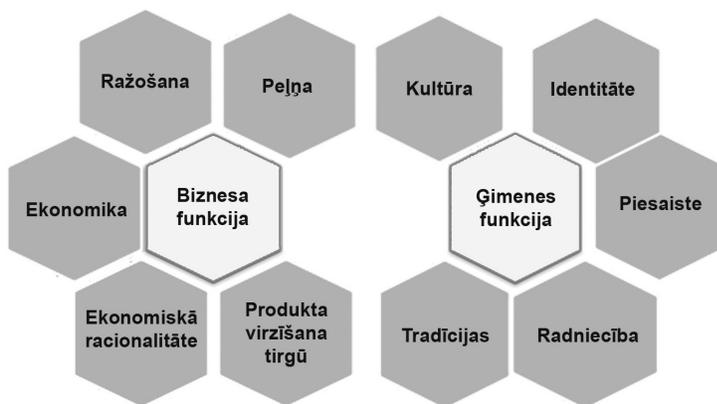 Ražošana
Peļņa
Kultūra
Identitāte
Ekonomika
Biznesa
funkcija
Ģimenes
funkcija
Piesaiste
Ekonomiskā
racionalitāte
Produkta
virzīšana
tirgū
Tradīcijas
Radniecība